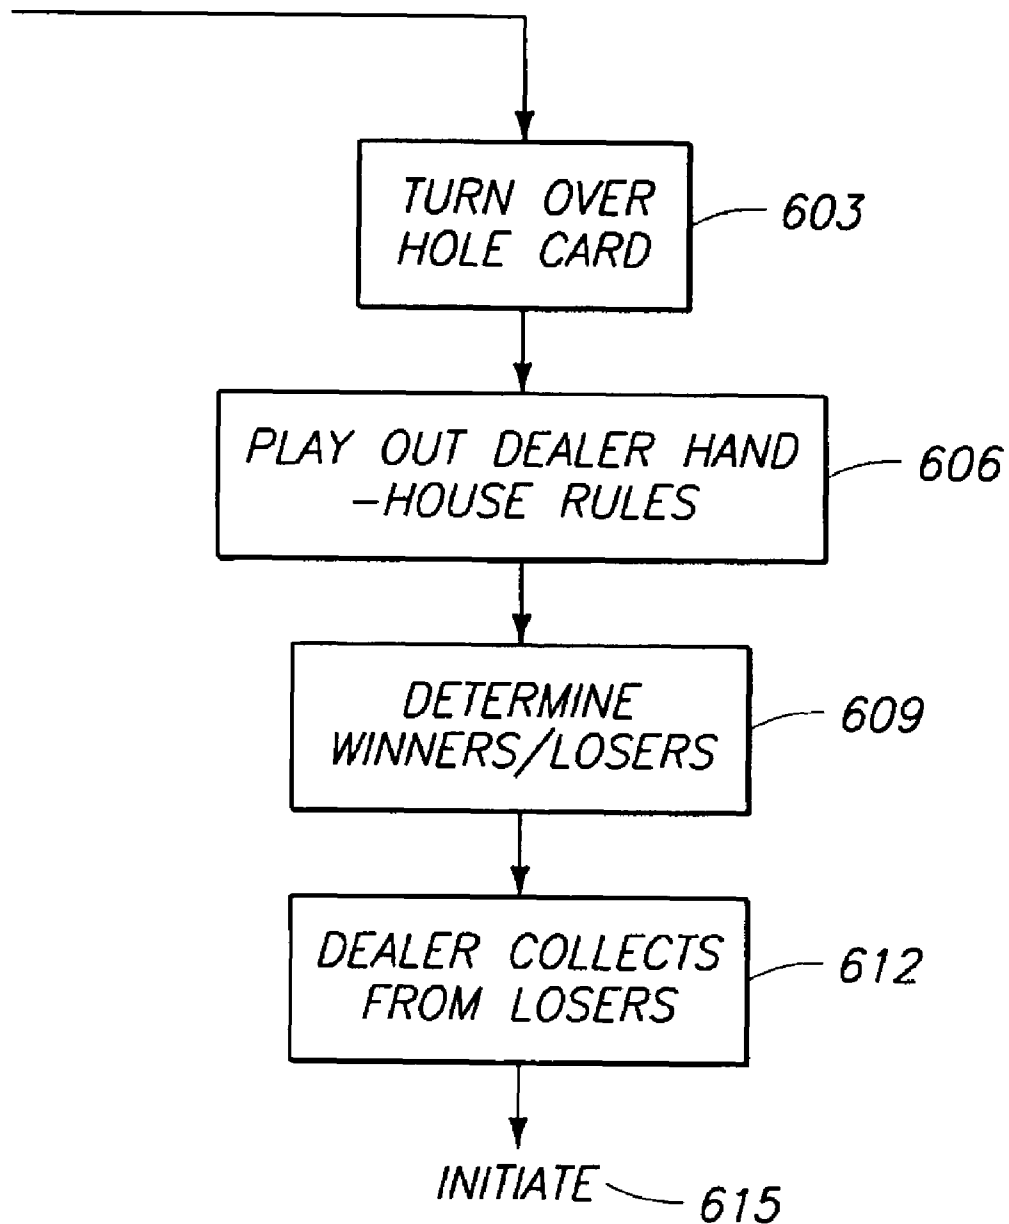 TURN OVER
HOLE CARD
603
PLAY OUT DEALER HAND
-HOUSE RULES
606
DETERMINE
WINNERS/LOSERS
609
DEALER COLLECTS
FROM LOSERS
612
INITIATE
615